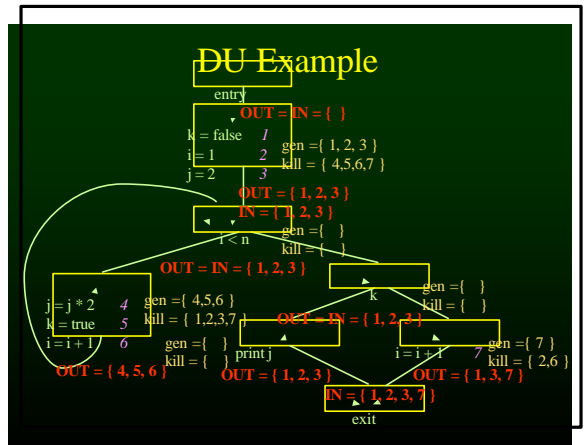 DU Example
entry
OUT = IN = { }
k = false 1
i = 1 2
j = 2 3
gen ={ 1, 2, 3 }
kill = { 4,5,6,7 }
OUT = { 1, 2, 3 }
IN = { 1, 2, 3 }
i < n
gen ={ }
kill = { }
OUT = IN = { 1, 2, 3 }
k
gen ={ }
kill = { }
j = j * 2 4
k = true 5
i = i + 1 6
gen ={ 4,5,6 }
kill = { 1,2,3,7 }
OUT = { 4, 5, 6 }
OUT = IN = { 1, 2, 3 }
gen ={ }
kill = { }
print j
OUT = { 1, 2, 3 }
i = i + 1 7
gen ={ 7 }
kill = { 2,6 }
OUT = { 1, 3, 7 }
IN = { 1, 2, 3, 7 }
exit